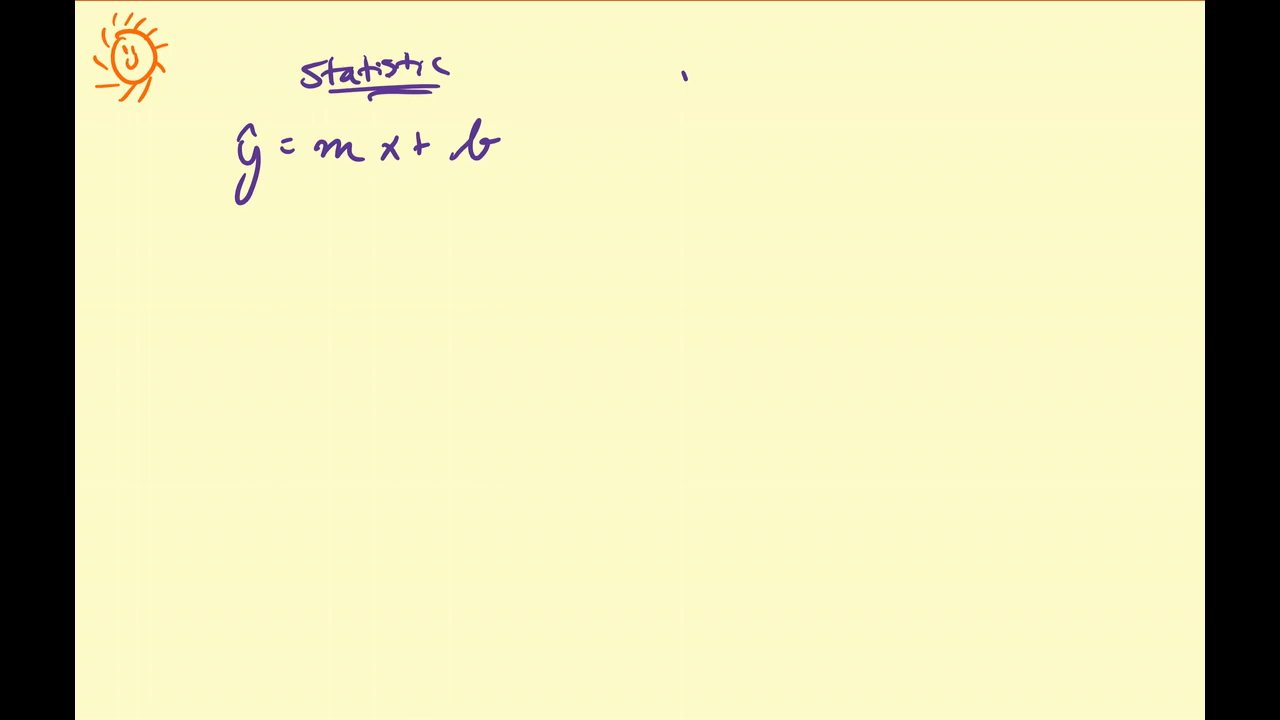 Statistic
ŷ = m x + b